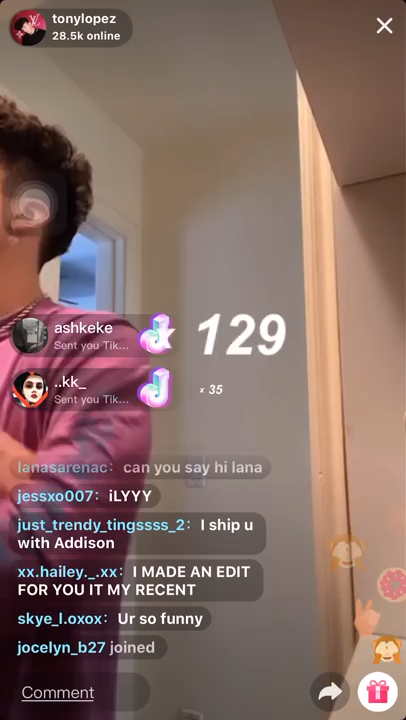 tonylopez
28.5k online
ashkeke
Sent you Tik...
x 129
..kk_
Sent you Tik...
x 35
lanasarenac: can you say hi lana
jessxo007: iLYYY
just_trendy_tingssss_2: I ship u
with Addison
xx.hailey._.xx: I MADE AN EDIT
FOR YOU IT MY RECENT
skye_l.oxox: Ur so funny
jocelyn_b27 joined
Comment